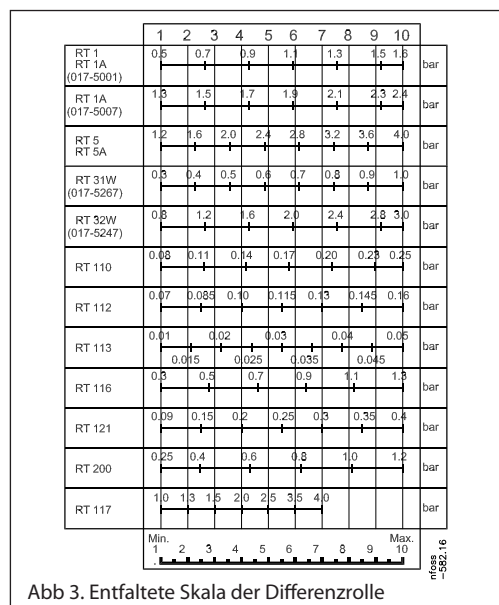 1 2 3 4 5 6 7 8 9 10
RT 1
RT 1A
(017-5001)
0.5 0.7 0.9 1.1 1.3 1.5 1.6 bar
RT 1A
(017-5007)
1.3 1.5 1.7 1.9 2.1 2.3 2.4 bar
RT 5
RT 5A
1.2 1.6 2.0 2.4 2.8 3.2 3.6 4.0 bar
RT 31W
(017-5267)
0.3 0.4 0.5 0.6 0.7 0.8 0.9 1.0 bar
RT 32W
(017-5247)
0.8 1.2 1.6 2.0 2.4 2.8 3.0 bar
RT 110 0.08 0.11 0.14 0.17 0.20 0.23 0.25 bar
RT 112 0.07 0.085 0.10 0.115 0.13 0.145 0.16 bar
0.01 0.02 0.03 0.04 0.05
RT 113 bar
0.015 0.025 0.035 0.045
RT 116 0.3 0.5 0.7 0.9 1.1 1.3 bar
RT 121 0.09 0.15 0.2 0.25 0.3 0.35 0.4 bar
RT 200 0.25 0.4 0.6 0.8 1.0 1.2 bar
RT 117 1.0 1.3 1.5 2.0 2.5 3.5 4.0 bar
Min. Max.
1 2 3 4 5 6 7 8 9 10
nfoss
-582.16
Abb 3. Entfaltete Skala der Differenzrolle